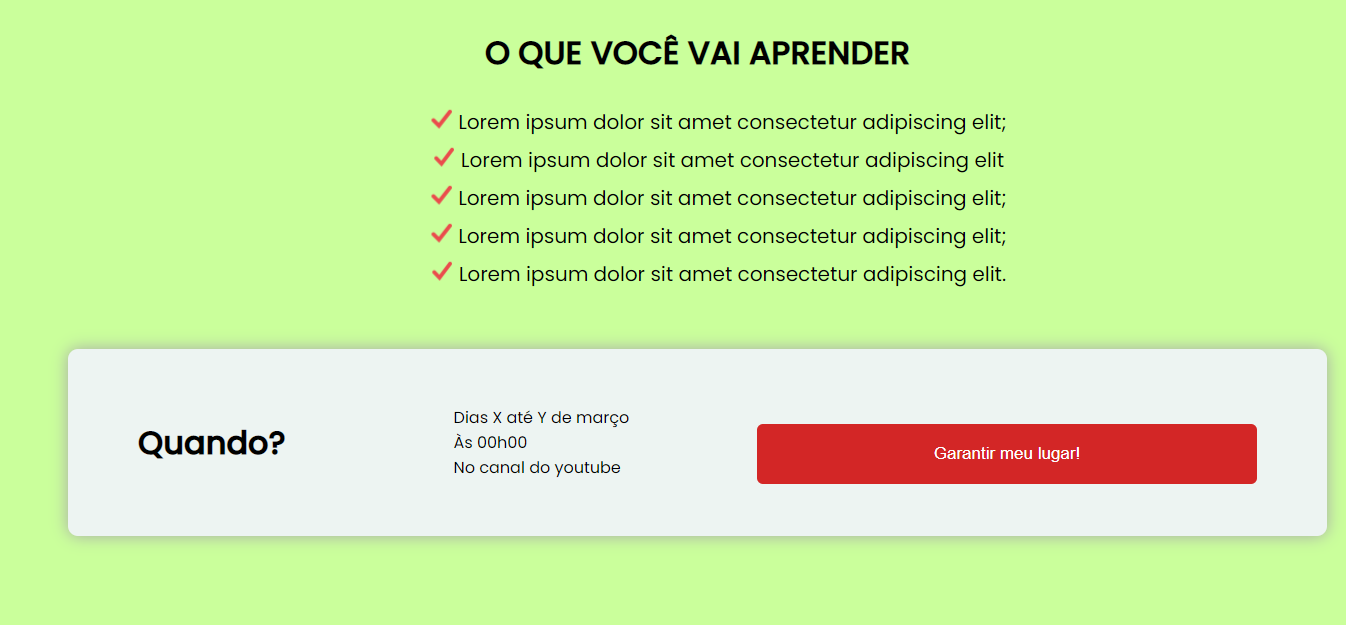 O QUE VOCÊ VAI APRENDER
Lorem ipsum dolor sit amet consectetur adipiscing elit;
Lorem ipsum dolor sit amet consectetur adipiscing elit
Lorem ipsum dolor sit amet consectetur adipiscing elit;
Lorem ipsum dolor sit amet consectetur adipiscing elit;
Lorem ipsum dolor sit amet consectetur adipiscing elit.
Quando?
Dias X até Y de março
Às 00h00
No canal do youtube
Garantir meu lugar!